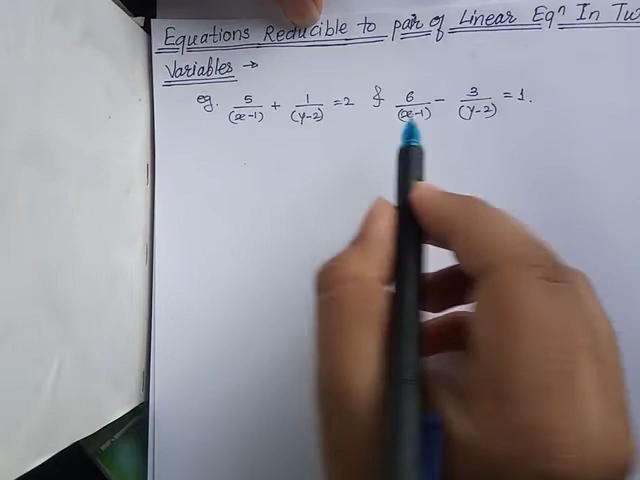 Equations Reducible to pair of Linear Eqⁿ In Tw
Variables →
eg. 5/(x-1) + 1/(y-2) = 2 & 6/(x-1) - 3/(y-2) = 1.